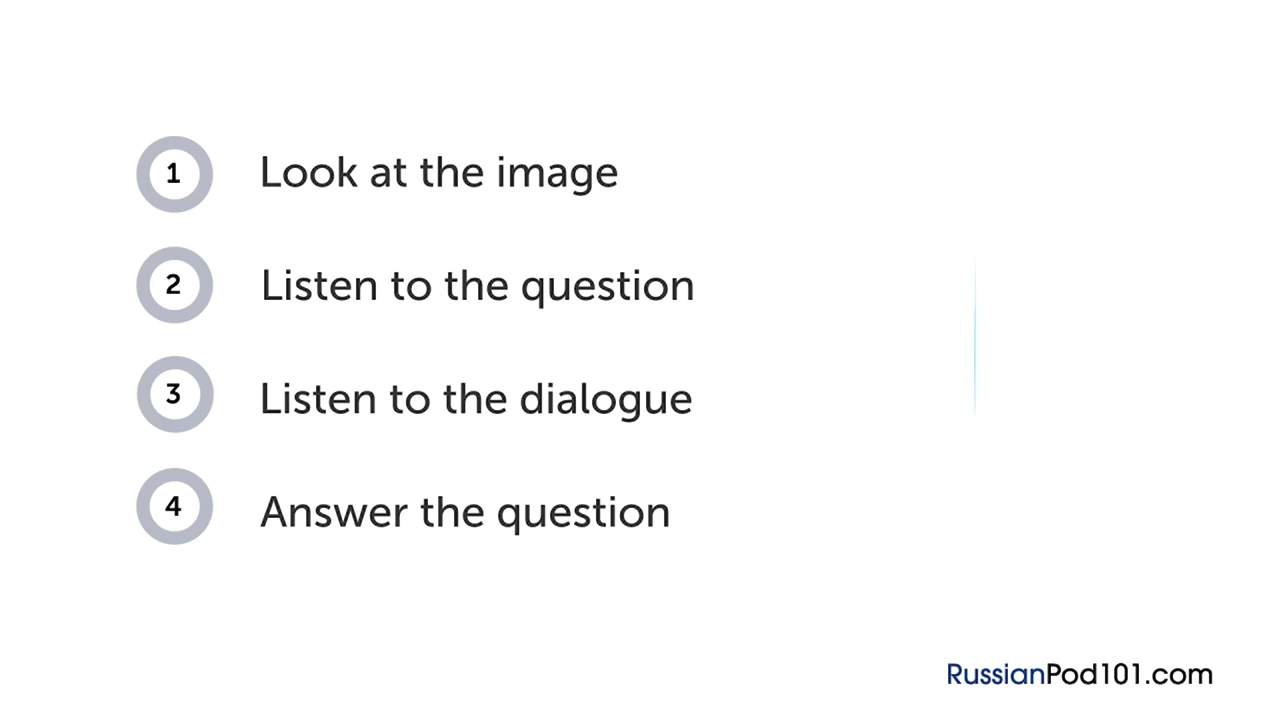 1 Look at the image
2 Listen to the question
3 Listen to the dialogue
4 Answer the question
RussianPod101.com